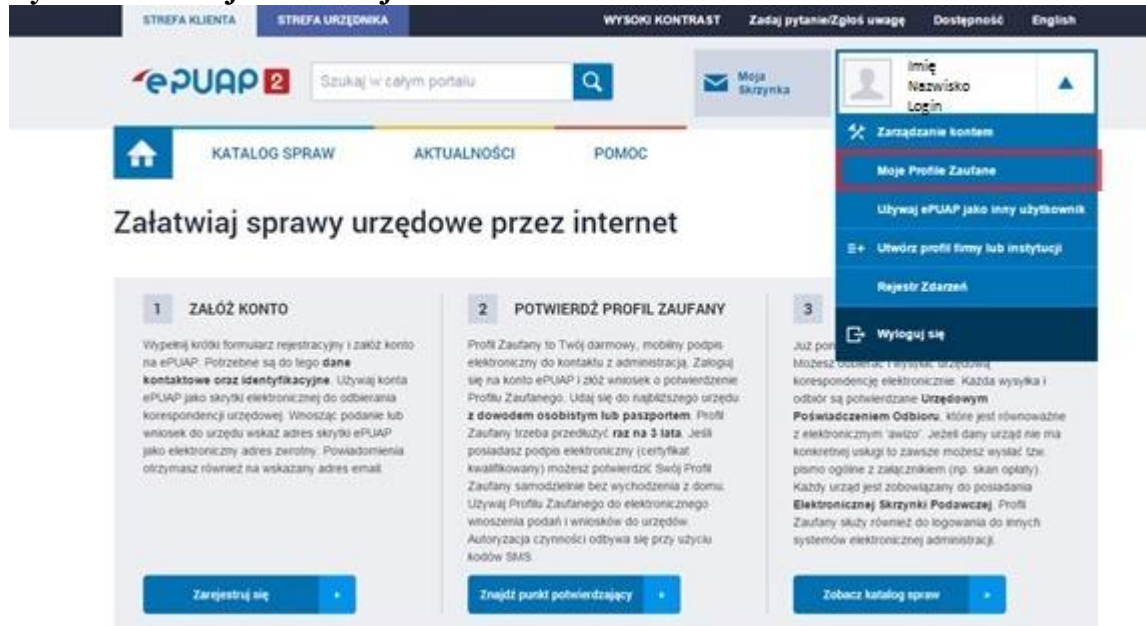 STREFA KLIENTA STREFA URZĘDNIKA WYSOKI KONTRAST Zadaj pytanie/Zgłoś uwagę Dostępność English
ePUAP 2 Szukaj w całym portalu Moja Skrzynka
Imię
Nazwisko
Login
Zarządzanie kontem
Moje Profile Zaufane
Używaj ePUAP jako inny użytkownik
Utwórz profil firmy lub instytucji
Rejestr Zdarzeń
Wyloguj się
KATALOG SPRAW AKTUALNOŚCI POMOC
Załatwiaj sprawy urzędowe przez internet
1 ZAŁÓŻ KONTO
Wypełnij krótki formularz rejestracyjny i załóż konto
na ePUAP. Potrzebne są do tego dane
kontaktowe oraz identyfikacyjne. Używaj konta
ePUAP jako skrytki elektronicznej do odbierania
korespondencji urzędowej. Wnosząc podanie lub
wniosek do urzędu wskaż adres skrytki ePUAP
jako elektroniczny adres zwrotny. Powiadomienia
otrzymasz również na wskazany adres email.
Zarejestruj się
2 POTWIERDŹ PROFIL ZAUFANY
Profil Zaufany to Twój darmowy, mobilny podpis
elektroniczny do kontaktu z administracją. Zaloguj
się na konto ePUAP i złóż wniosek o potwierdzenie
Profilu Zaufanego. Udaj się do najbliższego urzędu
z dowodem osobistym lub paszportem. Profil
Zaufany trzeba przedłużyć raz na 3 lata. Jeśli
posiadasz podpis elektroniczny (certyfikat
kwalifikowany) możesz potwierdzić Swój Profil
Zaufany samodzielnie bez wychodzenia z domu.
Używaj Profilu Zaufanego do elektronicznego
wnoszenia podań i wniosków do urzędów.
Autoryzacja czynności odbywa się przy użyciu
kodów SMS.
Znajdź punkt potwierdzający
3
Już
możesz odbierać i wysyłać urzędową
korespondencję elektronicznie. Każda wysyłka i
odbiór są potwierdzane Urzędowym
Poświadczeniem Odbioru, które jest równoważne
z elektronicznym 'awizo'. Jeżeli dany urząd nie ma
konkretnej usługi to zawsze możesz wysłać tzw.
pismo ogólne z załącznikiem (np. skan opłaty).
Każdy urząd jest zobowiązany do posiadania
Elektronicznej Skrzynki Podawczej. Profil
Zaufany służy również do logowania do innych
systemów elektronicznej administracji.
Zobacz katalog spraw